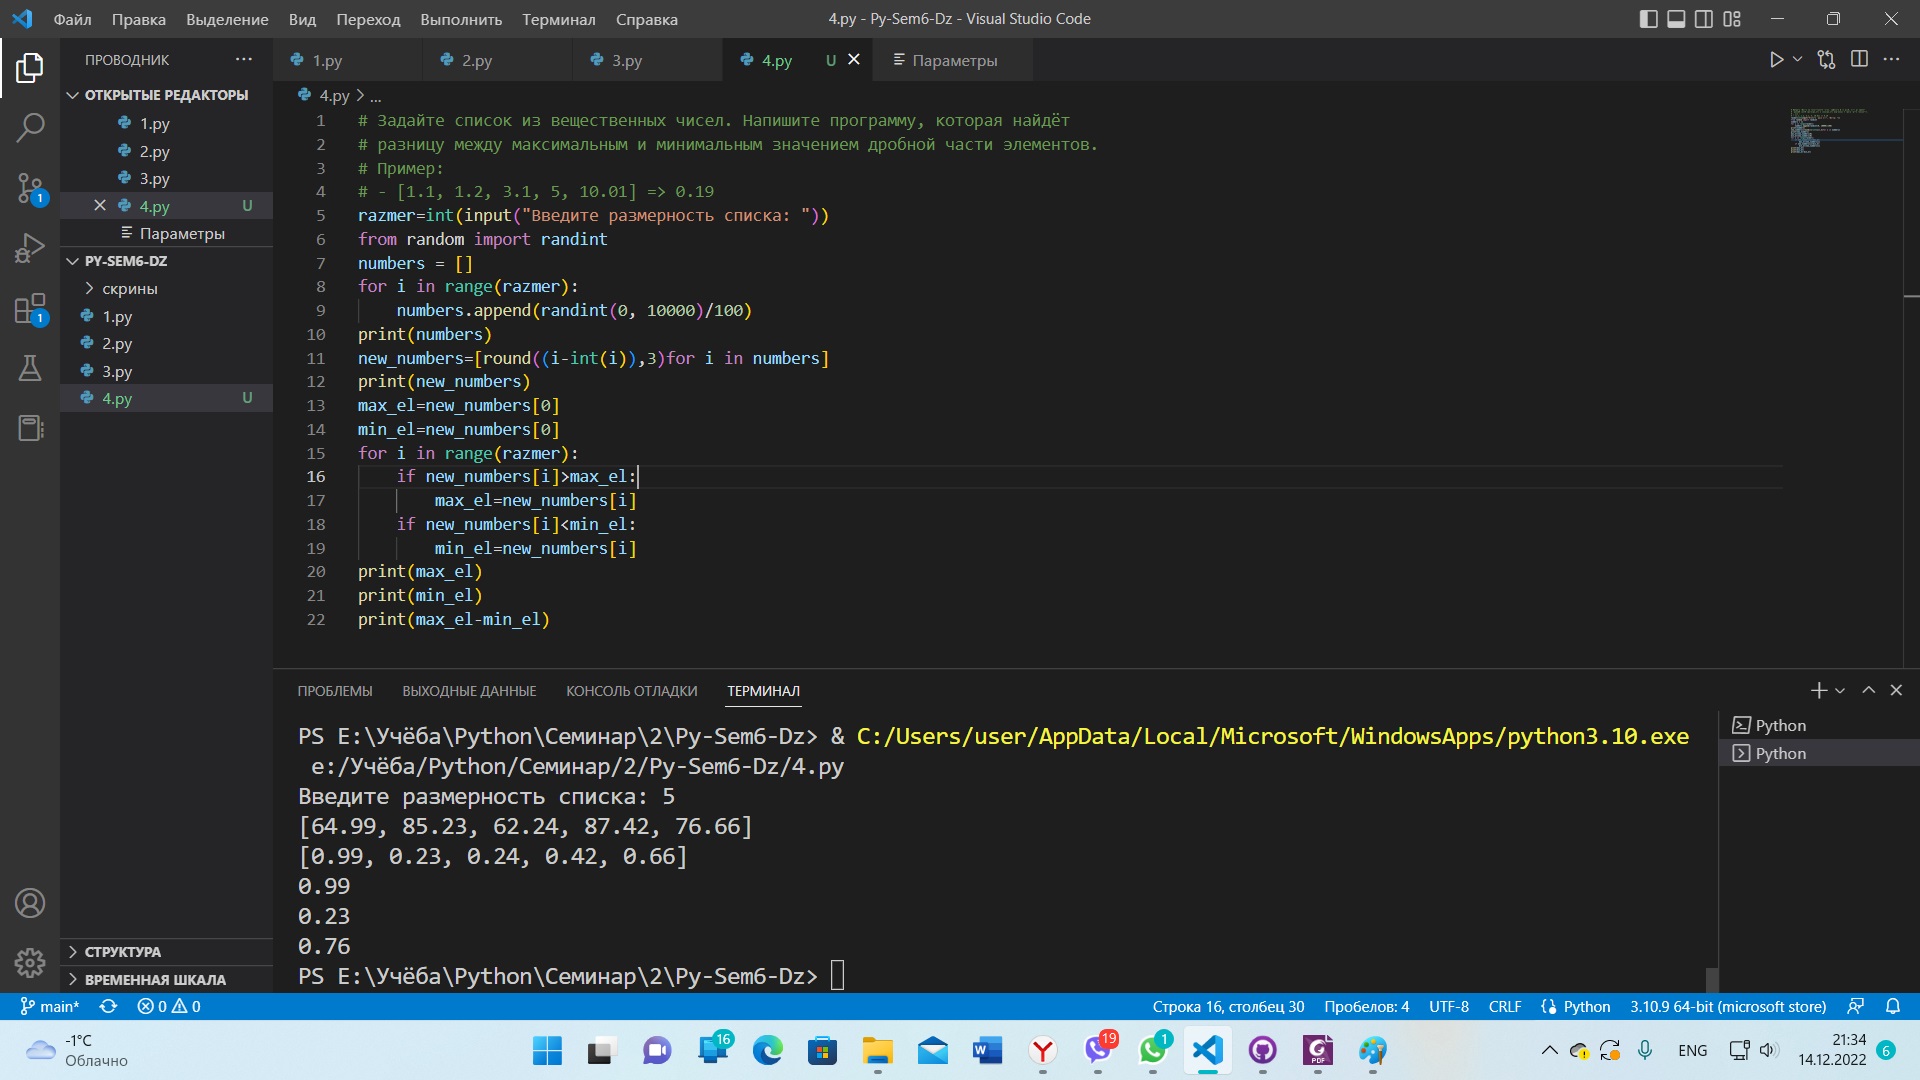 Файл Правка Выделение Вид Переход Выполнить Терминал Справка
4.py - Py-Sem6-Dz - Visual Studio Code
ПРОВОДНИК
1.py 2.py 3.py 4.py U Параметры
ОТКРЫТЫЕ РЕДАКТОРЫ
1.py
2.py
3.py
4.py U
Параметры
PY-SEM6-DZ
скрины
1.py
2.py
3.py
4.py U
СТРУКТУРА
ВРЕМЕННАЯ ШКАЛА
1
1
4.py > ...
1 # Задайте список из вещественных чисел. Напишите программу, которая найдёт
2 # разницу между максимальным и минимальным значением дробной части элементов.
3 # Пример:
4 # - [1.1, 1.2, 3.1, 5, 10.01] => 0.19
5 razmer=int(input("Введите размерность списка: "))
6 from random import randint
7 numbers = []
8 for i in range(razmer):
9     numbers.append(randint(0, 10000)/100)
10 print(numbers)
11 new_numbers=[round((i-int(i)),3)for i in numbers]
12 print(new_numbers)
13 max_el=new_numbers[0]
14 min_el=new_numbers[0]
15 for i in range(razmer):
16     if new_numbers[i]>max_el:
17         max_el=new_numbers[i]
18     if new_numbers[i]<min_el:
19         min_el=new_numbers[i]
20 print(max_el)
21 print(min_el)
22 print(max_el-min_el)
ПРОБЛЕМЫ ВЫХОДНЫЕ ДАННЫЕ КОНСОЛЬ ОТЛАДКИ ТЕРМИНАЛ
PS E:\Учёба\Python\Семинар\2\Py-Sem6-Dz> & C:/Users/user/AppData/Local/Microsoft/WindowsApps/python3.10.exe
e:/Учёба/Python/Семинар/2/Py-Sem6-Dz/4.py
Введите размерность списка: 5
[64.99, 85.23, 62.24, 87.42, 76.66]
[0.99, 0.23, 0.24, 0.42, 0.66]
0.99
0.23
0.76
PS E:\Учёба\Python\Семинар\2\Py-Sem6-Dz>
Python
Python
main* 0 0
Строка 16, столбец 30 Пробелов: 4 UTF-8 CRLF Python 3.10.9 64-bit (microsoft store)
-1°C
Облачно
16
19
1
PDF
ENG
21:34
14.12.2022
6